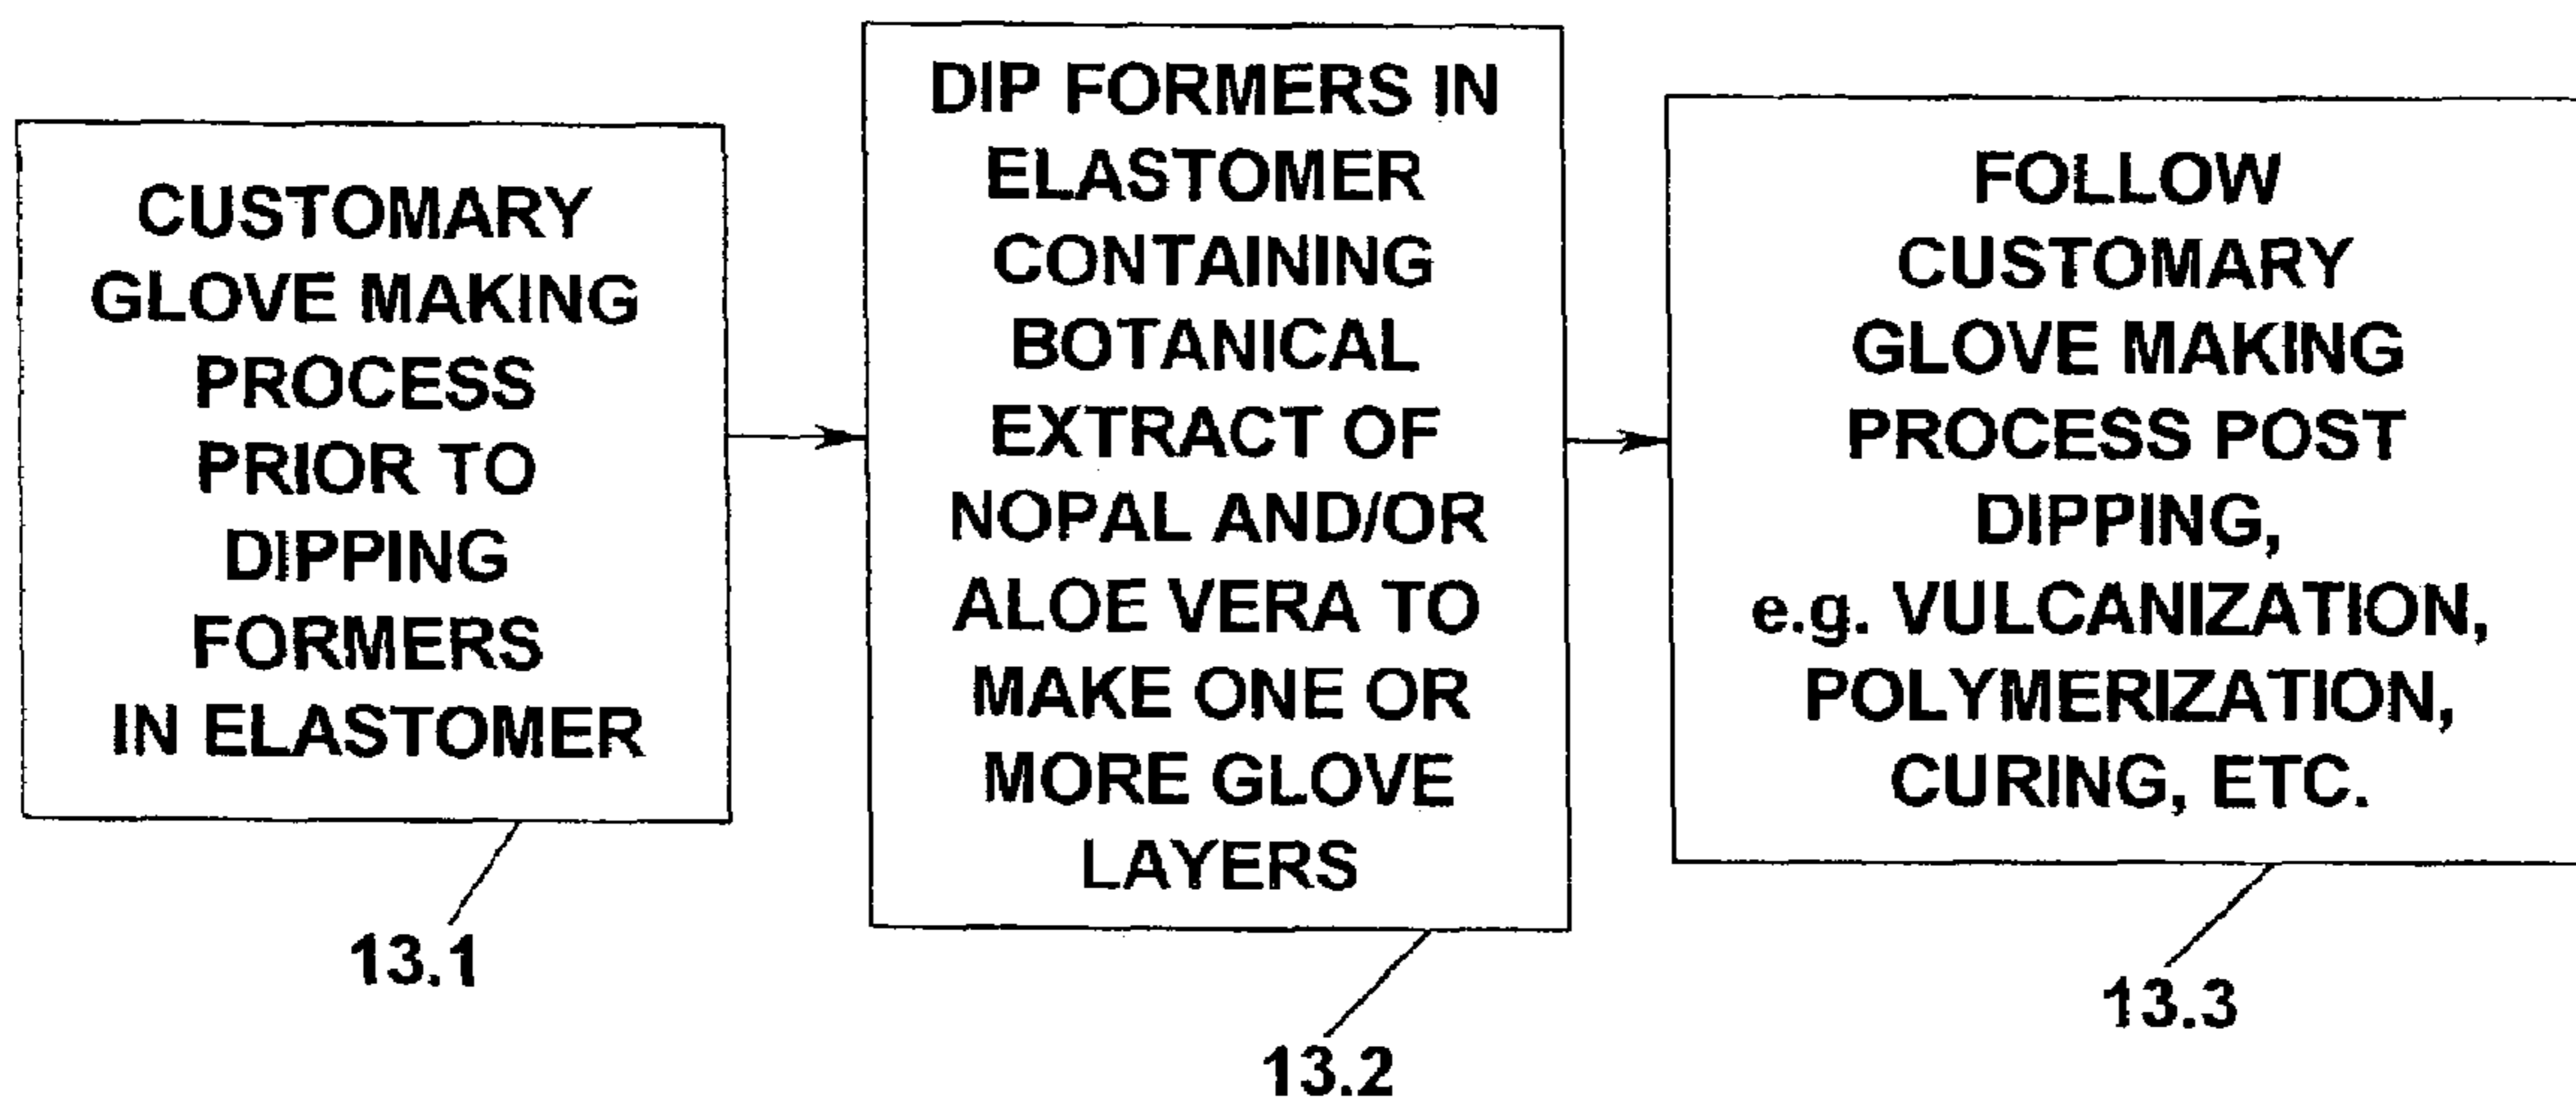 CUSTOMARY
GLOVE MAKING
PROCESS
PRIOR TO
DIPPING
FORMERS
IN ELASTOMER
13.1
DIP FORMERS IN
ELASTOMER
CONTAINING
BOTANICAL
EXTRACT OF
NOPAL AND/OR
ALOE VERA TO
MAKE ONE OR
MORE GLOVE
LAYERS
13.2
FOLLOW
CUSTOMARY
GLOVE MAKING
PROCESS POST
DIPPING,
e.g. VULCANIZATION,
POLYMERIZATION,
CURING, ETC.
13.3